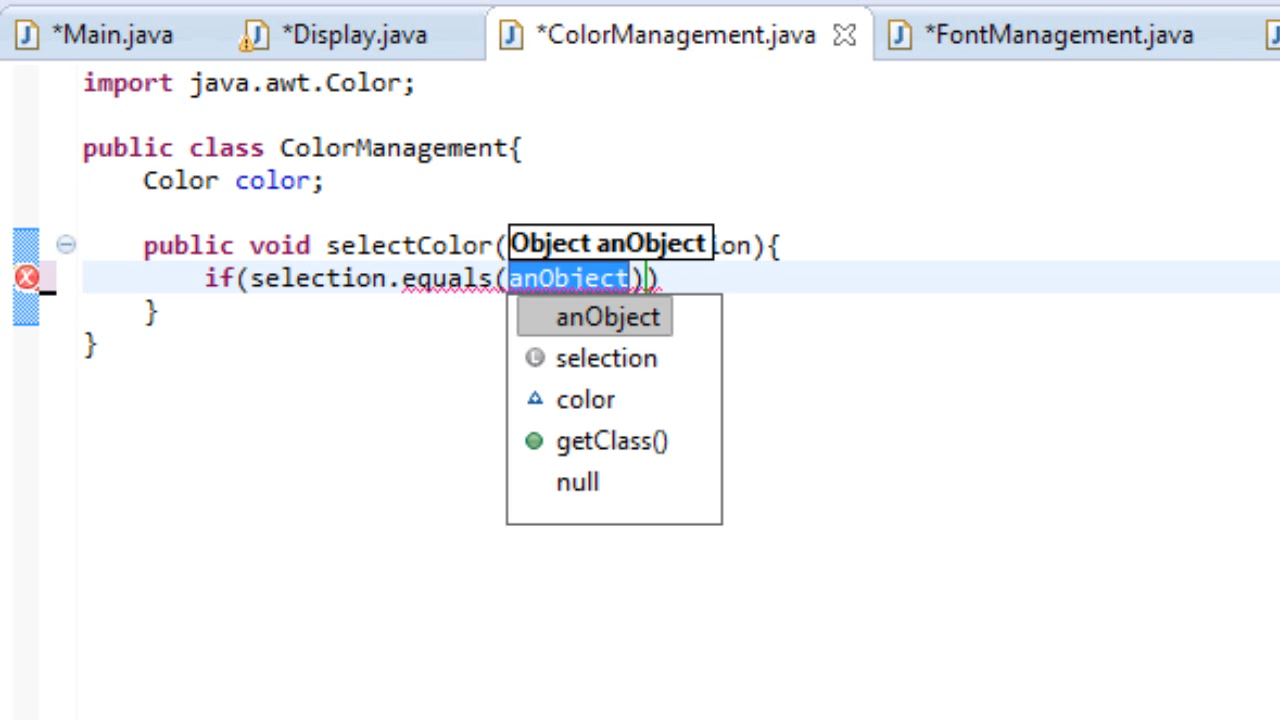 *Main.java *Display.java *ColorManagement.java *FontManagement.java
import java.awt.Color;
public class ColorManagement{
Color color;
public void selectColor( Object anObject ion){
if(selection.equals(anObject))
}
}
anObject
selection
color
getClass()
null